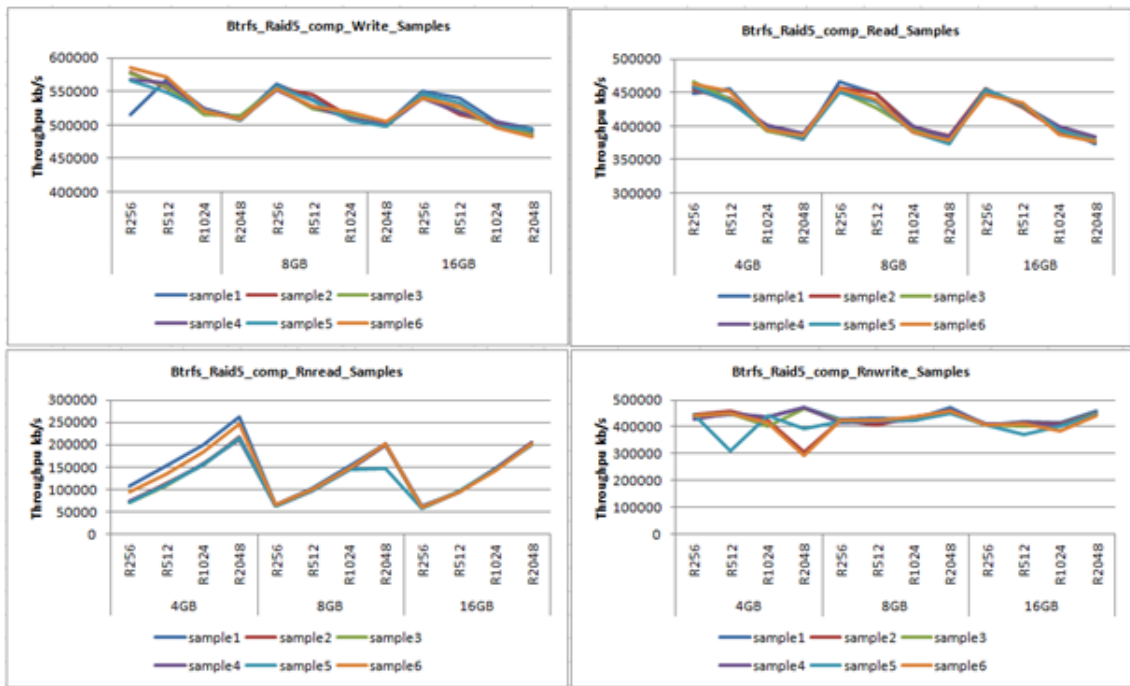 Btrfs_Raid5_comp_Write_Samples
Throughpu kb/s
600000
550000
500000
450000
400000
R256
R512
R1024
R2048
R256
R512
R1024
R2048
R256
R512
R1024
R2048
8GB
16GB
sample1
sample2
sample3
sample4
sample5
sample6
Btrfs_Raid5_comp_Read_Samples
Throughpu kb/s
500000
450000
400000
350000
300000
R256
R512
R1024
R2048
R256
R512
R1024
R2048
R256
R512
R1024
R2048
4GB
8GB
16GB
sample1
sample2
sample3
sample4
sample5
sample6
Btrfs_Raid5_comp_Rnread_Samples
Throughpu kb/s
300000
250000
200000
150000
100000
50000
0
R256
R512
R1024
R2048
R256
R512
R1024
R2048
R256
R512
R1024
R2048
4GB
8GB
16GB
sample1
sample2
sample3
sample4
sample5
sample6
Btrfs_Raid5_comp_Rnwrite_Samples
Throughpu kb/s
500000
400000
300000
200000
100000
0
R256
R512
R1024
R2048
R256
R512
R1024
R2048
R256
R512
R1024
R2048
4GB
8GB
16GB
sample1
sample2
sample3
sample4
sample5
sample6